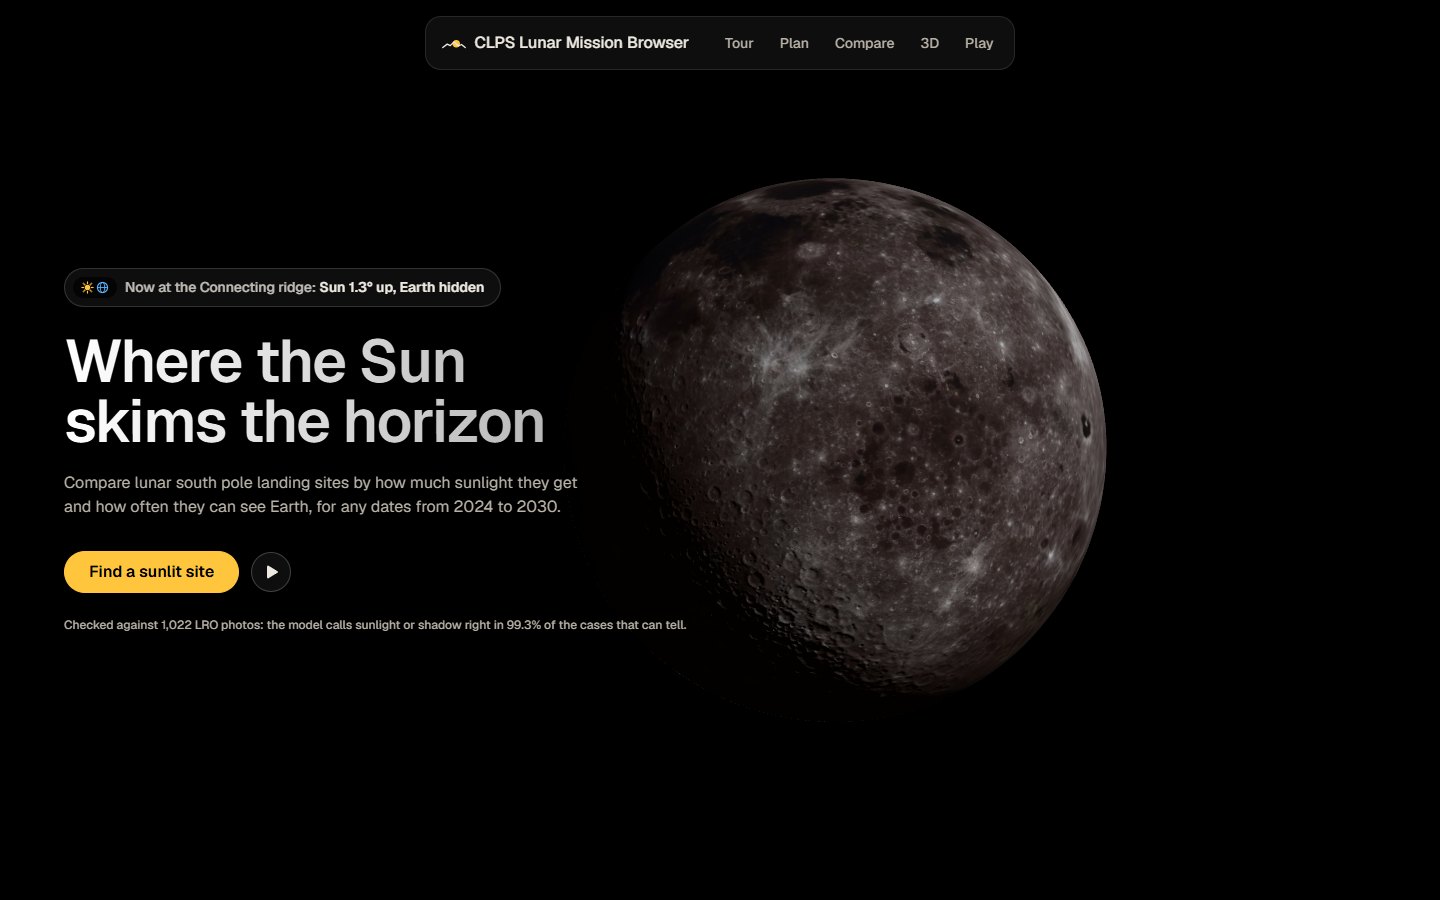 CLPS Lunar Mission Browser Tour Plan Compare 3D Play
Now at the Connecting ridge: Sun 1.3° up, Earth hidden
Where the Sun
skims the horizon
Compare lunar south pole landing sites by how much sunlight they get
and how often they can see Earth, for any dates from 2024 to 2030.
Find a sunlit site
Checked against 1,022 LRO photos: the model calls sunlight or shadow right in 99.3% of the cases that can tell.